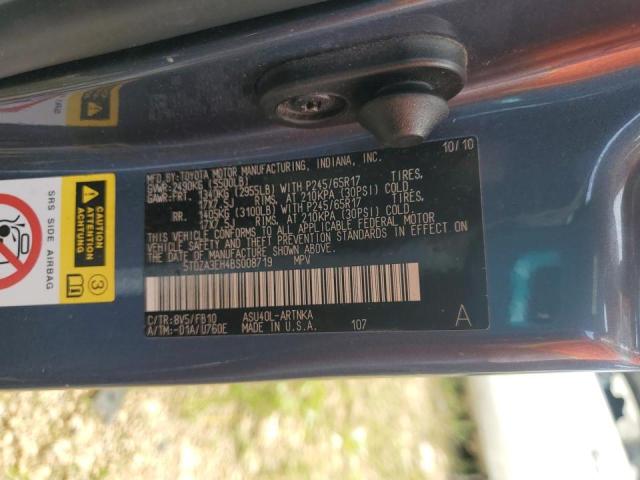 MFD.BY:TOYOTA MOTOR MANUFACTURING, INDIANA, INC. 10/10
GVWR:2490KG (5500LB)
GAWR:FRT. 1340KG (2955LB) WITH P245/65R17 TIRES,
17X7.5J RIMS, AT 210KPA (30PSI) COLD
RR. 1405KG (3100LB) WITH P245/65R17 TIRES,
17X7.5J RIMS, AT 210KPA (30PSI) COLD
THIS VEHICLE CONFORMS TO ALL APPLICABLE FEDERAL MOTOR
VEHICLE SAFETY AND THEFT PREVENTION STANDARDS IN EFFECT
ON THE DATE OF MANUFACTURE SHOWN ABOVE.
5TDZA3EH4BS008719 MPV
C/TR:8V5/FB10 ASU40L-ARTNKA
A/TM:-01A/U760E MADE IN U.S.A. 107 A
SRS SIDE AIRBAG
3